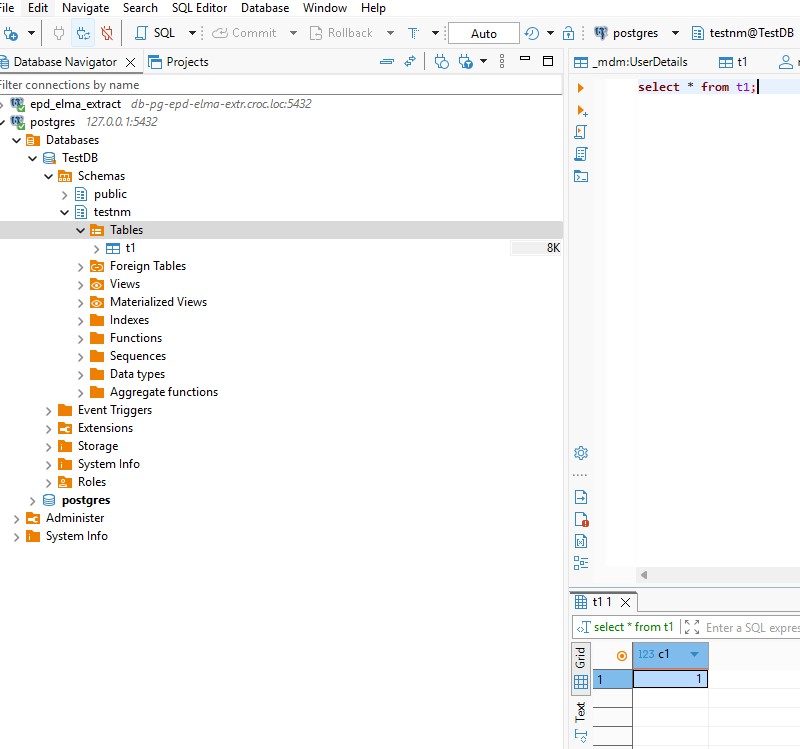 File Edit Navigate Search SQL Editor Database Window Help
SQL Commit Rollback T Auto postgres testnm@TestDB
Database Navigator Projects
Filter connections by name
epd_elma_extract db-pg-epd-elma-extr.croc.loc:5432
postgres 127.0.0.1:5432
Databases
TestDB
Schemas
public
testnm
Tables
t1 8K
Foreign Tables
Views
Materialized Views
Indexes
Functions
Sequences
Data types
Aggregate functions
Event Triggers
Extensions
Storage
System Info
Roles
postgres
Administer
System Info
_mdm:UserDetails t1
select * from t1;
t1 1
select * from t1 Enter a SQL expres
Grid
123 c1
1 1
Text